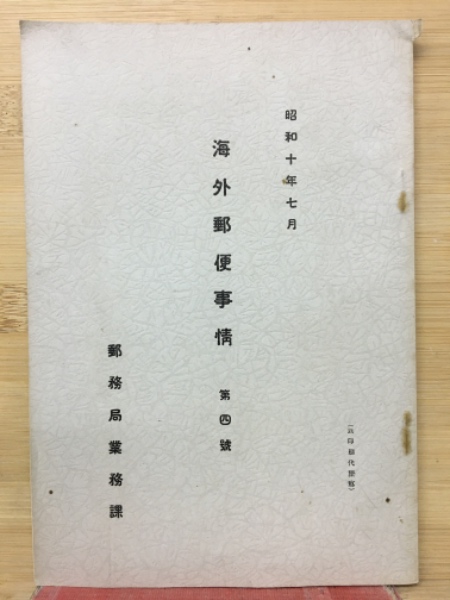 昭和十年七月
海外郵便事情 第四號
郵務局業務課